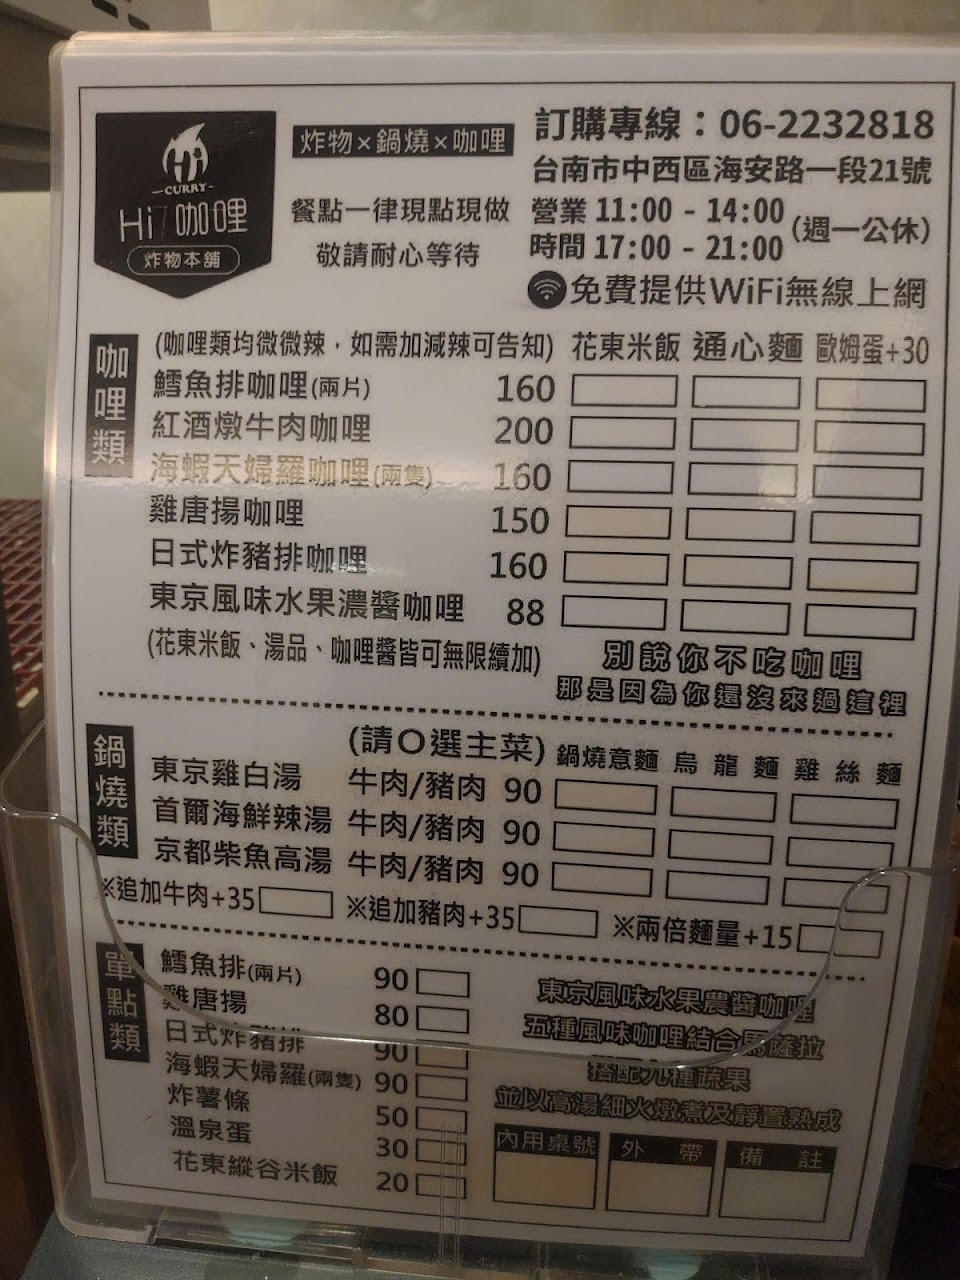 Hi
CURRY
Hi7咖哩
炸物本舖
炸物×鍋燒×咖哩
餐點一律現點現做
敬請耐心等待
訂購專線：06-2232818
台南市中西區海安路一段21號
營業 11:00 - 14:00
時間 17:00 - 21:00
(週一公休)
免費提供WiFi無線上網
咖哩類
(咖哩類均微微辣，如需加減辣可告知) 花東米飯 通心麵 歐姆蛋+30
鱈魚排咖哩(兩片) 160
紅酒燉牛肉咖哩 200
海蝦天婦羅咖哩(兩隻) 160
雞唐揚咖哩 150
日式炸豬排咖哩 160
東京風味水果濃醬咖哩 88
(花東米飯、湯品、咖哩醬皆可無限續加)
別說你不吃咖哩
那是因為你還沒來過這裡
鍋燒類
(請O選主菜) 鍋燒意麵 烏龍麵 雞絲麵
東京雞白湯 牛肉/豬肉 90
首爾海鮮辣湯 牛肉/豬肉 90
京都柴魚高湯 牛肉/豬肉 90
※追加牛肉+35 ※追加豬肉+35 ※兩倍麵量+15
單點類
鱈魚排(兩片) 90
雞唐揚 80
日式炸豬排 90
海蝦天婦羅(兩隻) 90
炸薯條 50
溫泉蛋 30
花東縱谷米飯 20
東京風味水果農醬咖哩
五種風味咖哩結合馬薩拉
搭配九種蔬果
並以高湯細火燉煮及靜置熟成
內用桌號 外帶 備註